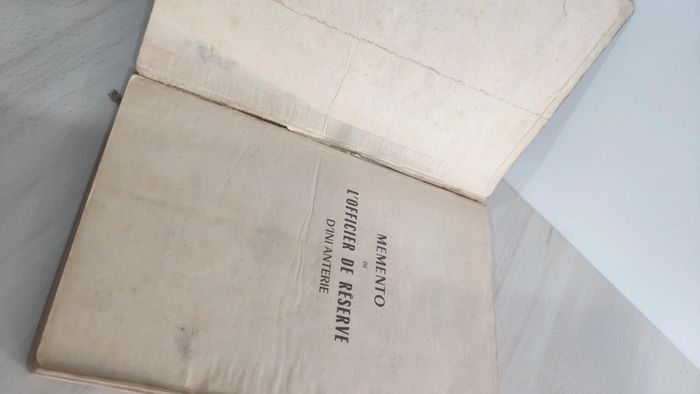 MEMENTO
DE
L'OFFICIER DE RÉSERVE
D'INFANTERIE